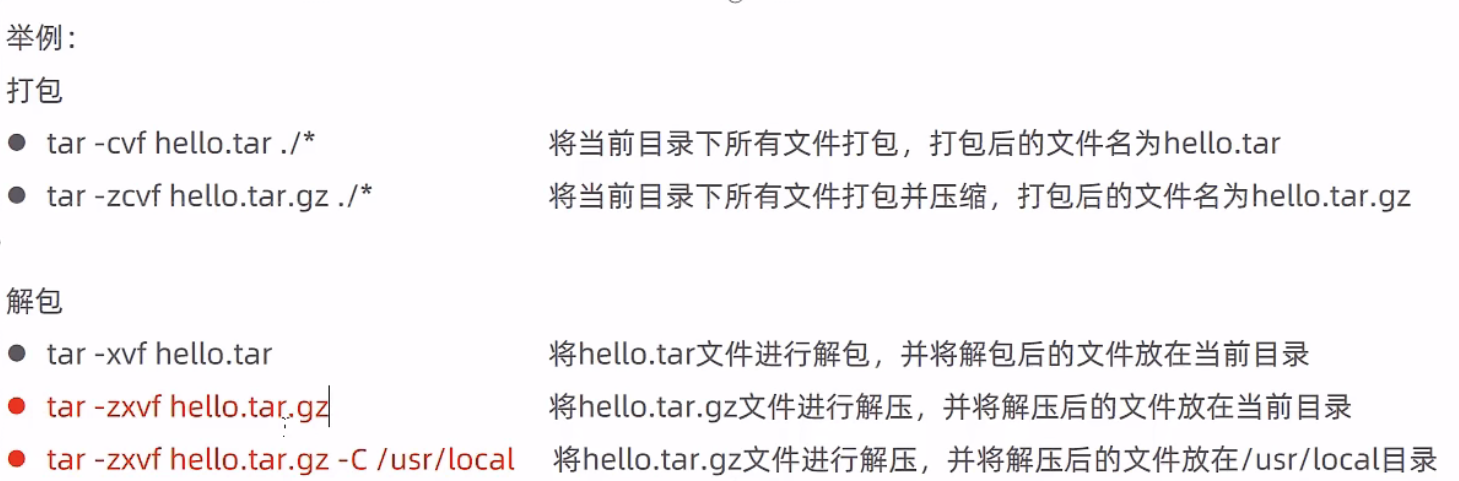 举例：
打包
● tar -cvf hello.tar ./* 将当前目录下所有文件打包，打包后的文件名为hello.tar
● tar -zcvf hello.tar.gz ./* 将当前目录下所有文件打包并压缩，打包后的文件名为hello.tar.gz
解包
● tar -xvf hello.tar 将hello.tar文件进行解包，并将解包后的文件放在当前目录
● tar -zxvf hello.tar.gz 将hello.tar.gz文件进行解压，并将解压后的文件放在当前目录
● tar -zxvf hello.tar.gz -C /usr/local 将hello.tar.gz文件进行解压，并将解压后的文件放在/usr/local目录